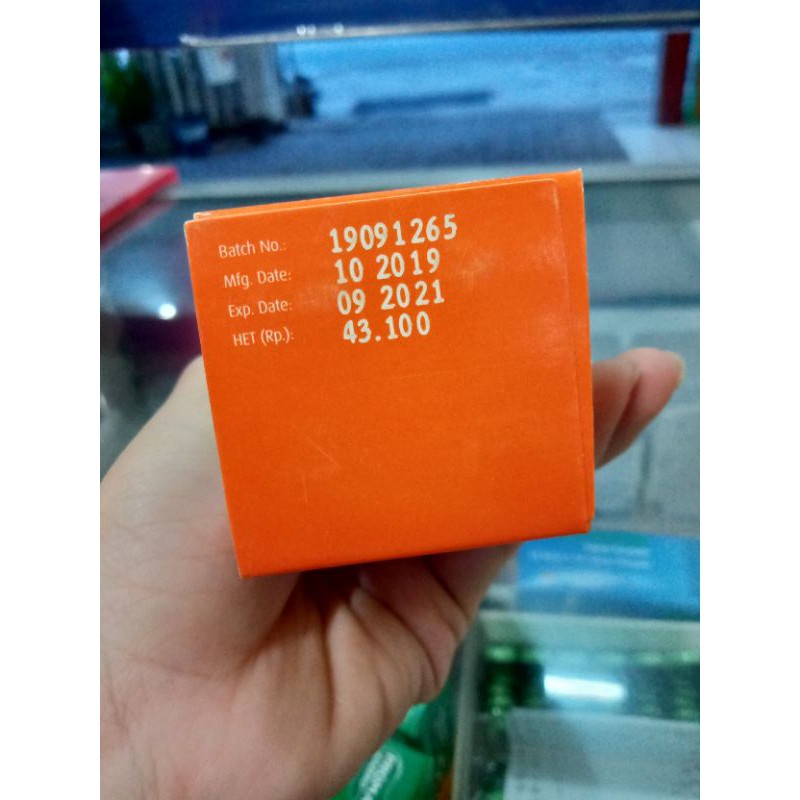 Batch No.: 19091265
Mfg. Date: 10 2019
Exp. Date: 09 2021
HET (Rp.): 43.100